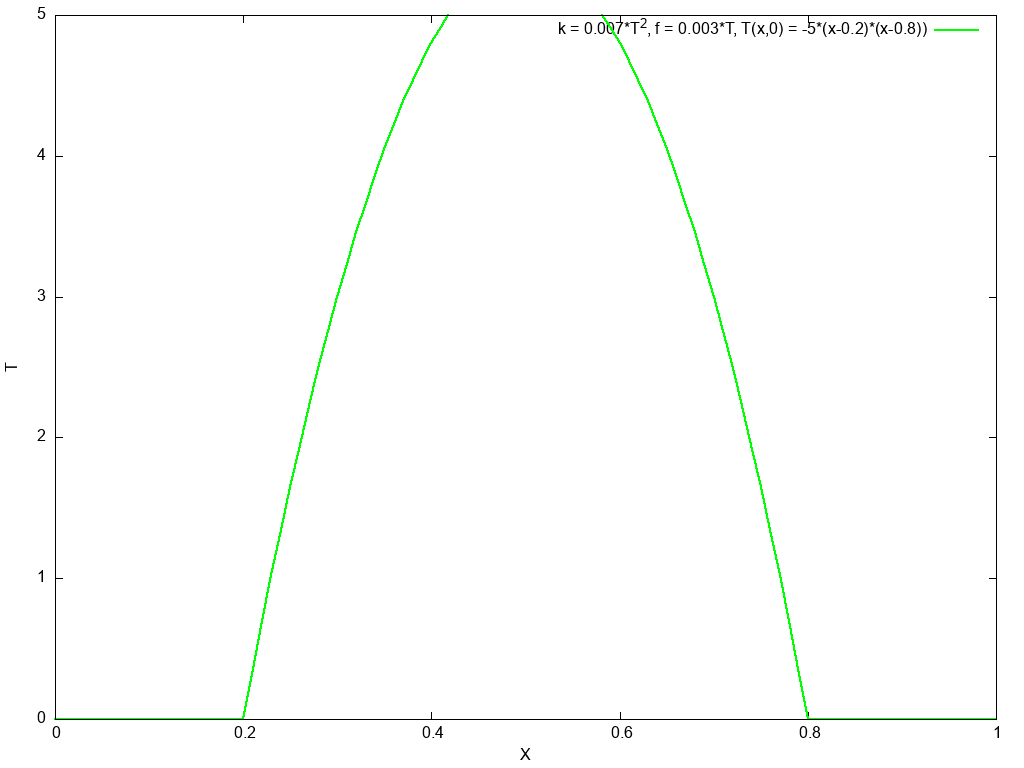 5
k = 0.007*T², f = 0.003*T, T(x,0) = -5*(x-0.2)*(x-0.8))
4
3
T
2
1
0
0 0.2 0.4 0.6 0.8 1
X